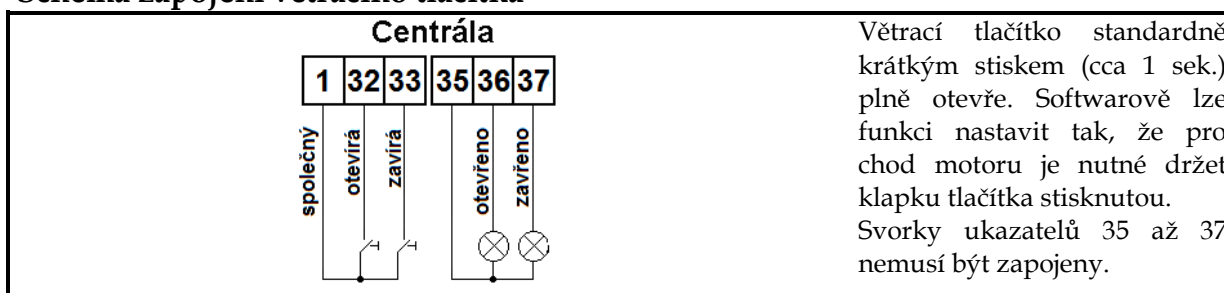 Schéma zapojení větracího tlačítka
Centrála
1 32 33 35 36 37
společný
otevírá
zavírá
otevřeno
zavřeno
Větrací tlačítko standardně
krátkým stiskem (cca 1 sek.)
plně otevře. Softwarově lze
funkci nastavit tak, že pro
chod motoru je nutné držet
klapku tlačítka stisknutou.
Svorky ukazatelů 35 až 37
nemusí být zapojeny.